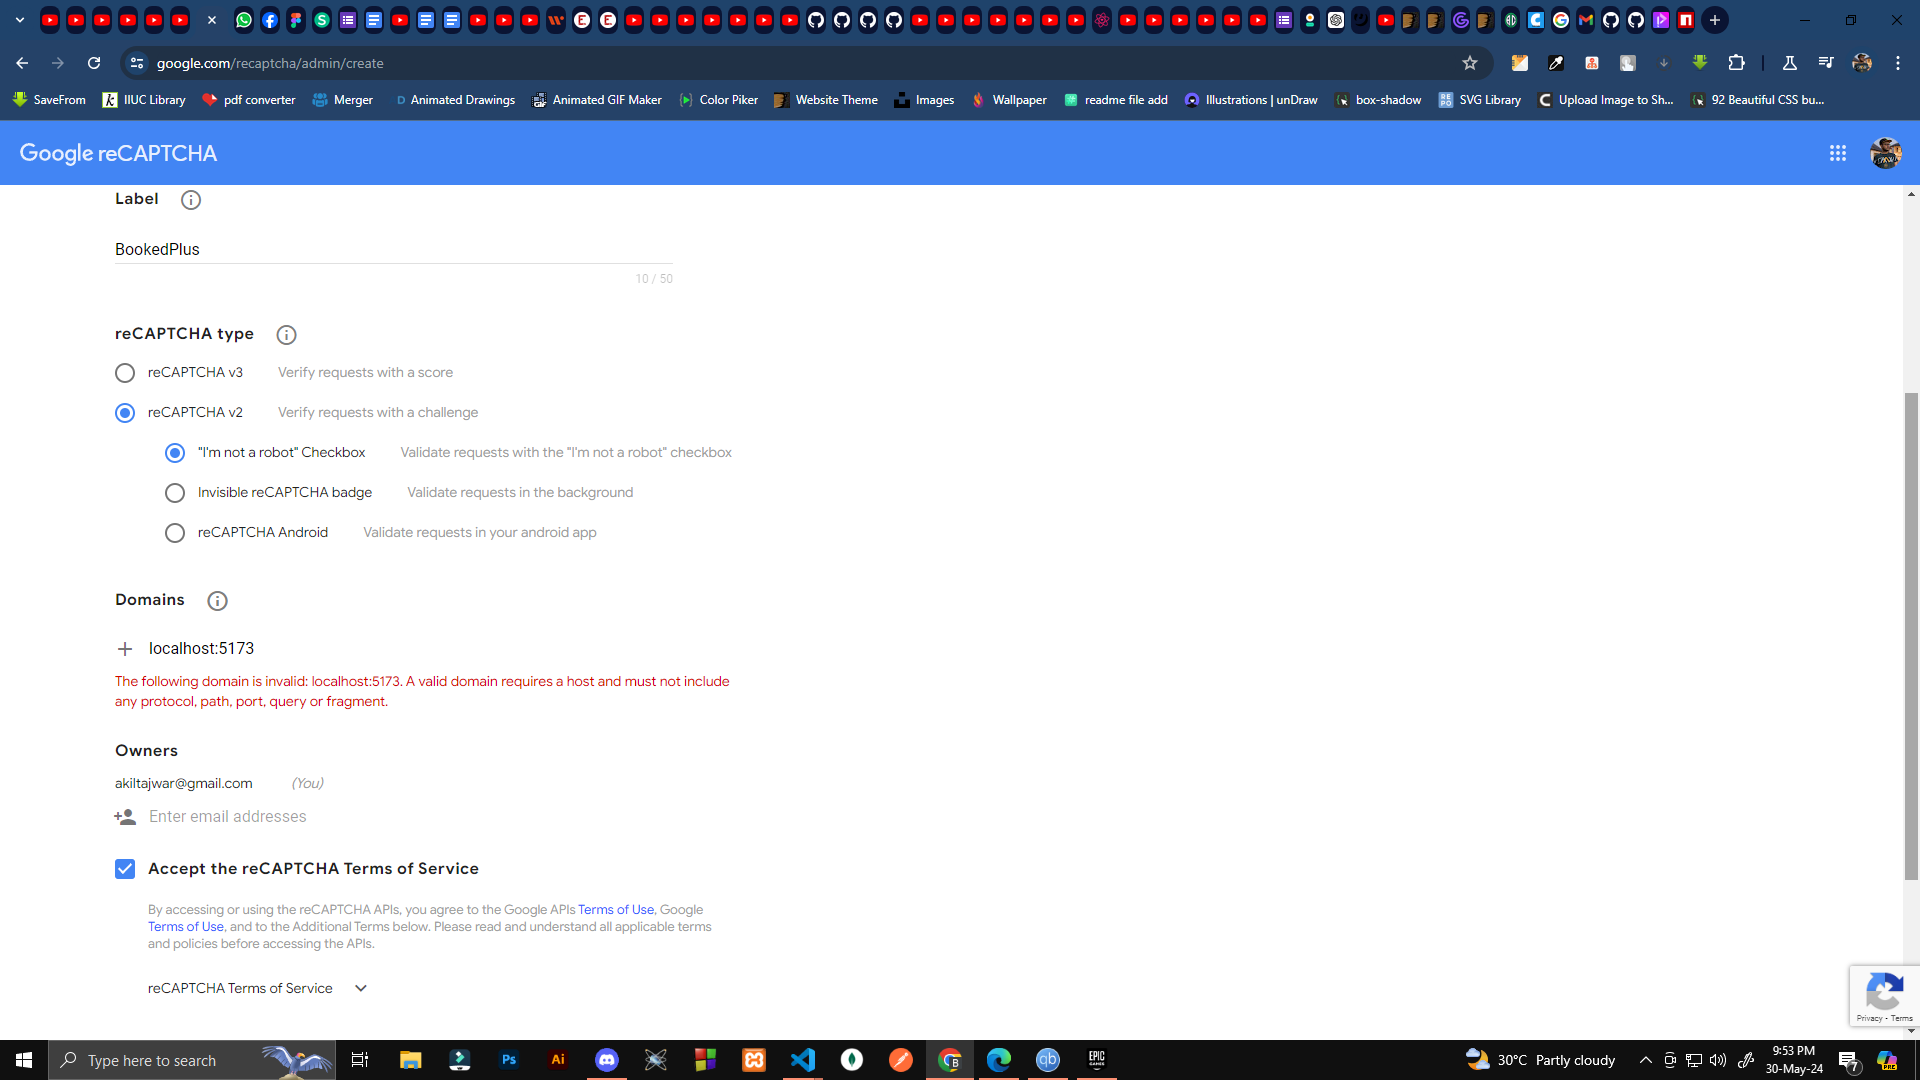 google.com/recaptcha/admin/create
SaveFrom
IIUC Library
pdf converter
Merger
D Animated Drawings
Animated GIF Maker
Color Piker
Website Theme
Images
Wallpaper
readme file add
Illustrations | unDraw
box-shadow
SVG Library
Upload Image to Sh...
92 Beautiful CSS bu...
Google reCAPTCHA
Label
BookedPlus
10 / 50
reCAPTCHA type
reCAPTCHA v3 Verify requests with a score
reCAPTCHA v2 Verify requests with a challenge
"I'm not a robot" Checkbox Validate requests with the "I'm not a robot" checkbox
Invisible reCAPTCHA badge Validate requests in the background
reCAPTCHA Android Validate requests in your android app
Domains
localhost:5173
The following domain is invalid: localhost:5173. A valid domain requires a host and must not include
any protocol, path, port, query or fragment.
Owners
akiltajwar@gmail.com (You)
Enter email addresses
Accept the reCAPTCHA Terms of Service
By accessing or using the reCAPTCHA APIs, you agree to the Google APIs Terms of Use, Google
Terms of Use, and to the Additional Terms below. Please read and understand all applicable terms
and policies before accessing the APIs.
reCAPTCHA Terms of Service
Privacy - Terms
Type here to search
Ps
Ai
qb
EPIC
GAMES
30°C Partly cloudy
9:53 PM
30-May-24
7